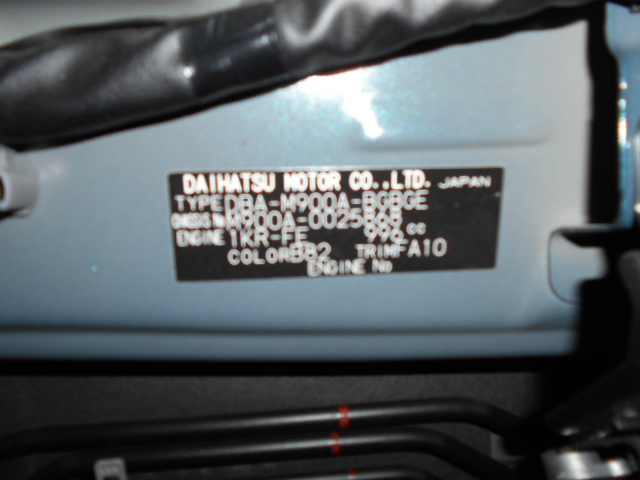 DAIHATSU MOTOR CO.,LTD. JAPAN
TYPE DBA-M900A-BGBGE
CHASSIS No M900A-0025868
ENGINE 1KR-FE 996 cc
COLOR BB2 TRIM FA10
ENGINE No